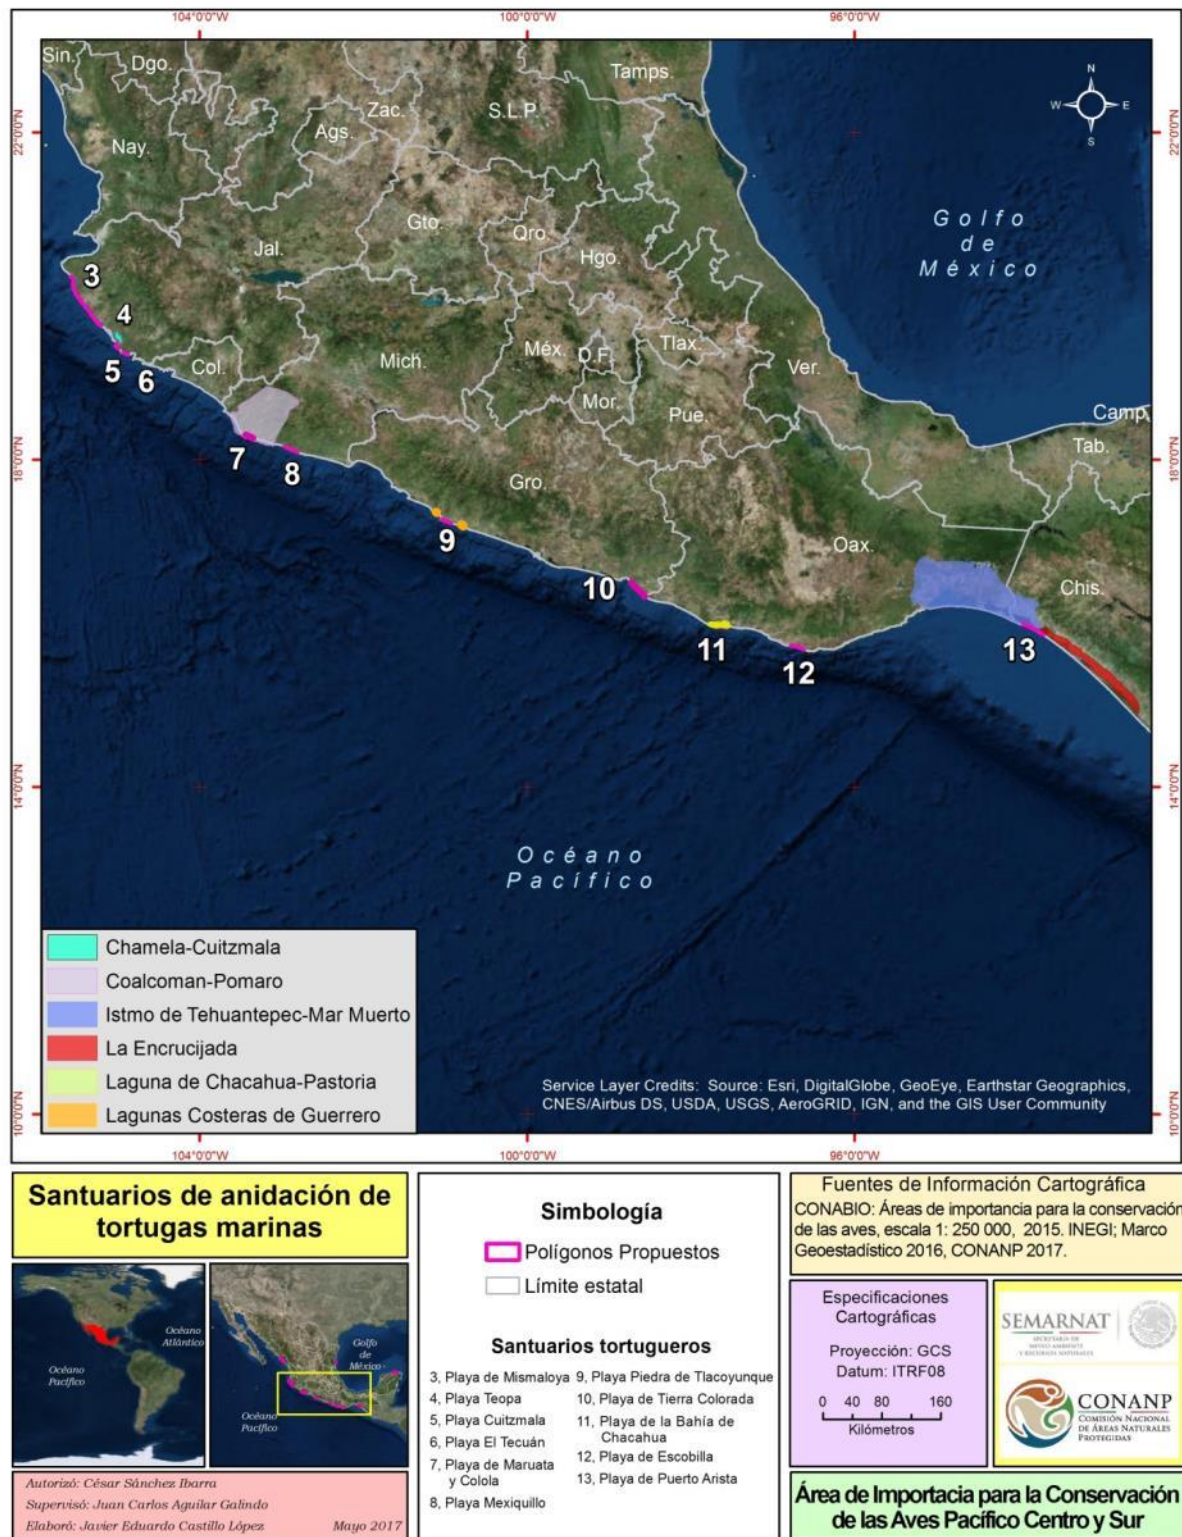 104°0'0"W
100°0'0"W
96°0'0"W
Sin.
Dgo.
Tamps.
Zac.
S.L.P.
Ags.
Nay.
N
W
E
S
22°0'0"N
22°0'0"N
Gto.
Qro.
Hgo.
Jal.
Golfo
de
México
3
4
5
6
Col.
Mich.
Méx.
D.F.
Tlax.
Mor.
Pue.
Ver.
Camp.
Tab.
18°0'0"N
18°0'0"N
7
8
Gro.
9
Oax.
Chis.
10
11
12
13
14°0'0"N
14°0'0"N
Océano
Pacífico
Chamela-Cuitzmala
Coalcoman-Pomaro
Istmo de Tehuantepec-Mar Muerto
La Encrucijada
Laguna de Chacahua-Pastoria
Lagunas Costeras de Guerrero
Service Layer Credits: Source: Esri, DigitalGlobe, GeoEye, Earthstar Geographics,
CNES/Airbus DS, USDA, USGS, AeroGRID, IGN, and the GIS User Community
10°0'0"N
10°0'0"N
104°0'0"W
100°0'0"W
96°0'0"W
Santuarios de anidación de
tortugas marinas
Océano
Atlántico
Océano
Pacífico
Golfo
de
México
Océano
Pacífico
Autorizó: César Sánchez Ibarra
Supervisó: Juan Carlos Aguilar Galindo
Elaboró: Javier Eduardo Castillo López Mayo 2017
Simbología
Polígonos Propuestos
Límite estatal
Santuarios tortugueros
3, Playa de Mismaloya
4, Playa Teopa
5, Playa Cuitzmala
6, Playa El Tecuán
7, Playa de Maruata
y Colola
8, Playa Mexiquillo
9, Playa Piedra de Tlacoyunque
10, Playa de Tierra Colorada
11, Playa de la Bahía de
Chacahua
12, Playa de Escobilla
13, Playa de Puerto Arista
Fuentes de Información Cartográfica
CONABIO: Áreas de importancia para la conservación
de las aves, escala 1: 250 000, 2015. INEGI; Marco
Geoestadístico 2016, CONANP 2017.
Especificaciones
Cartográficas
Proyección: GCS
Datum: ITRF08
0 40 80 160
Kilómetros
SEMARNAT
SECRETARÍA DE
MEDIO AMBIENTE
Y RECURSOS NATURALES
CONANP
COMISIÓN NACIONAL
DE ÁREAS NATURALES
PROTEGIDAS
Área de Importacia para la Conservación
de las Aves Pacífico Centro y Sur